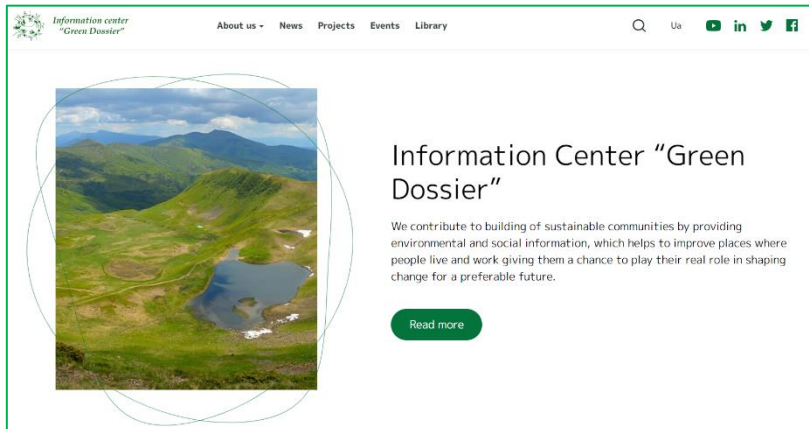 Information center
"Green Dossier"
About us News Projects Events Library
Ua
Information Center “Green
Dossier”
We contribute to building of sustainable communities by providing
environmental and social information, which helps to improve places where
people live and work giving them a chance to play their real role in shaping
change for a preferable future.
Read more